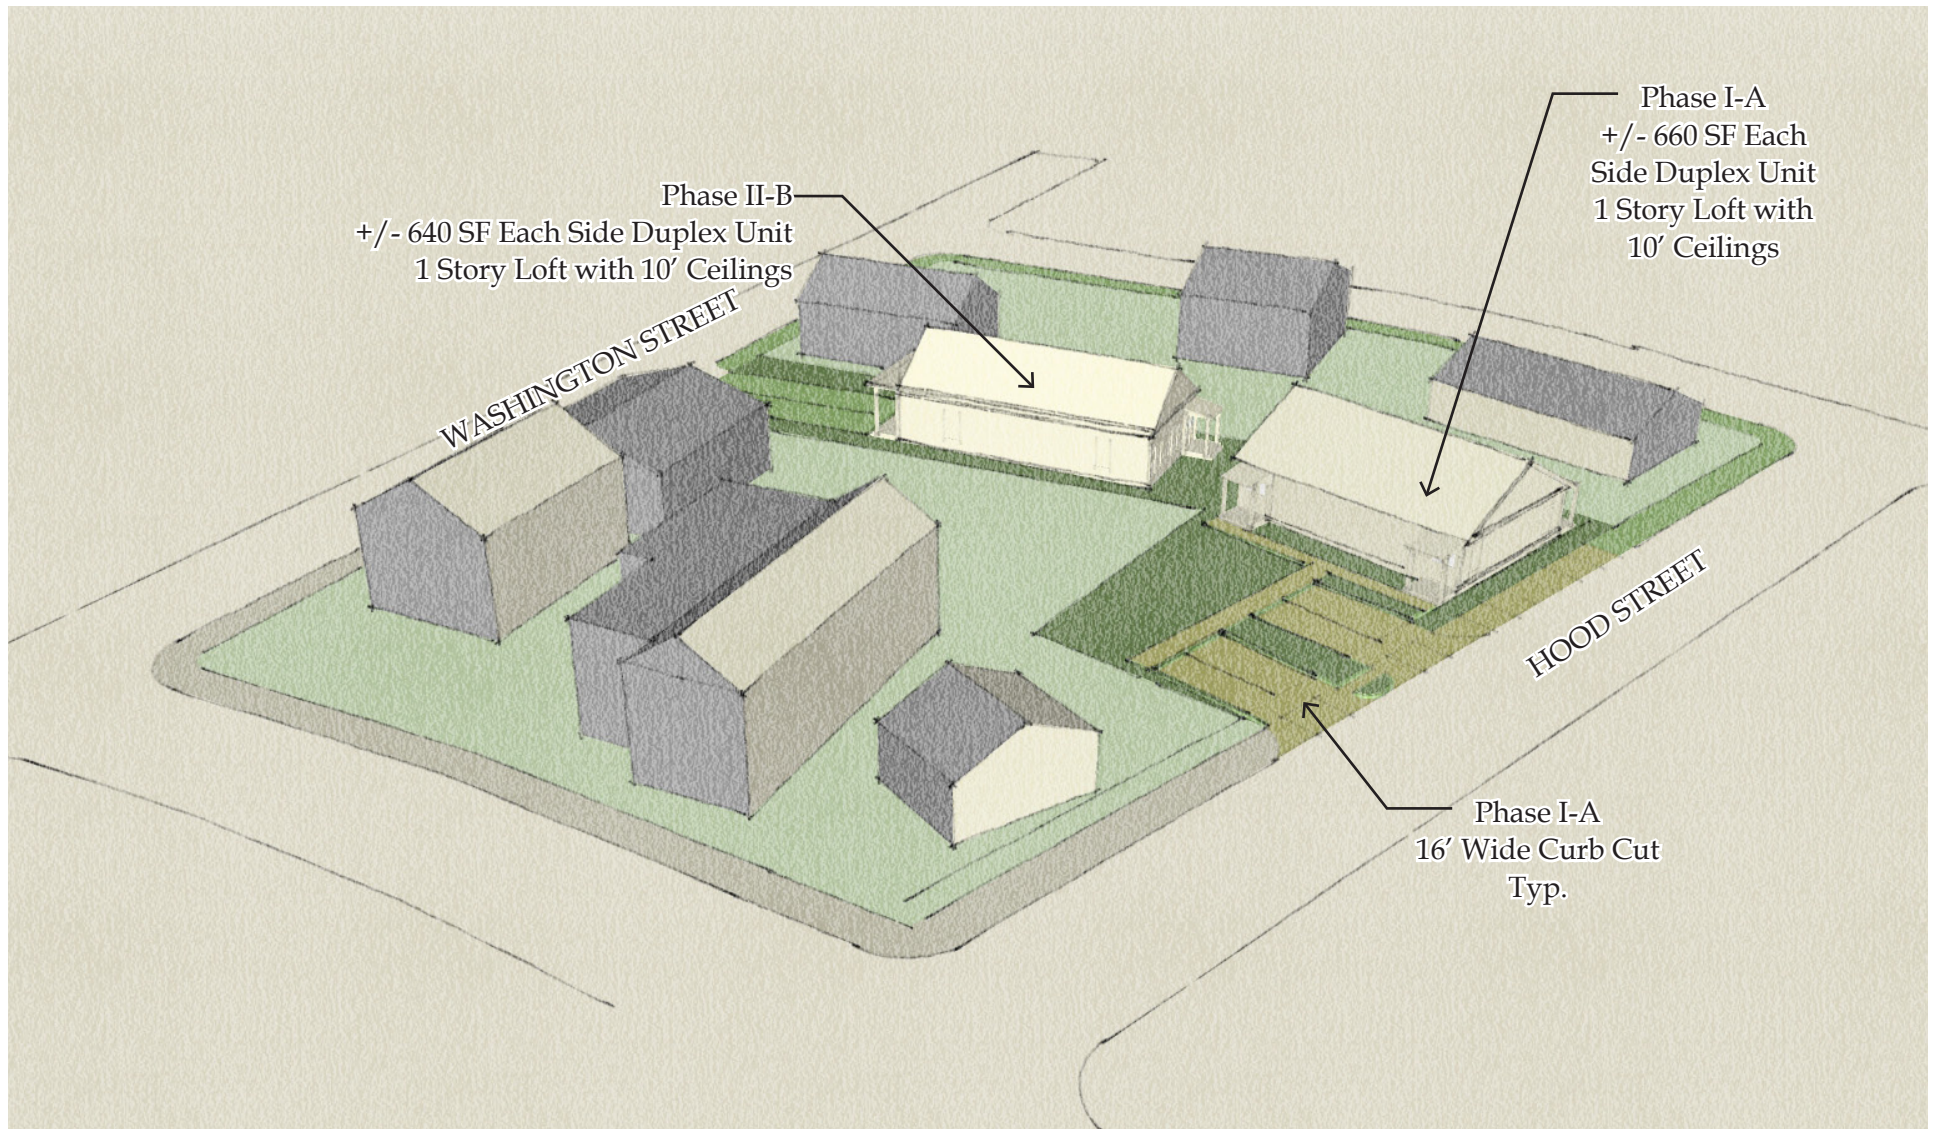 Phase I-A
+/- 660 SF Each
Side Duplex Unit
1 Story Loft with
10′ Ceilings
Phase II-B
+/- 640 SF Each Side Duplex Unit
1 Story Loft with 10′ Ceilings
WASHINGTON STREET
HOOD STREET
Phase I-A
16′ Wide Curb Cut
Typ.